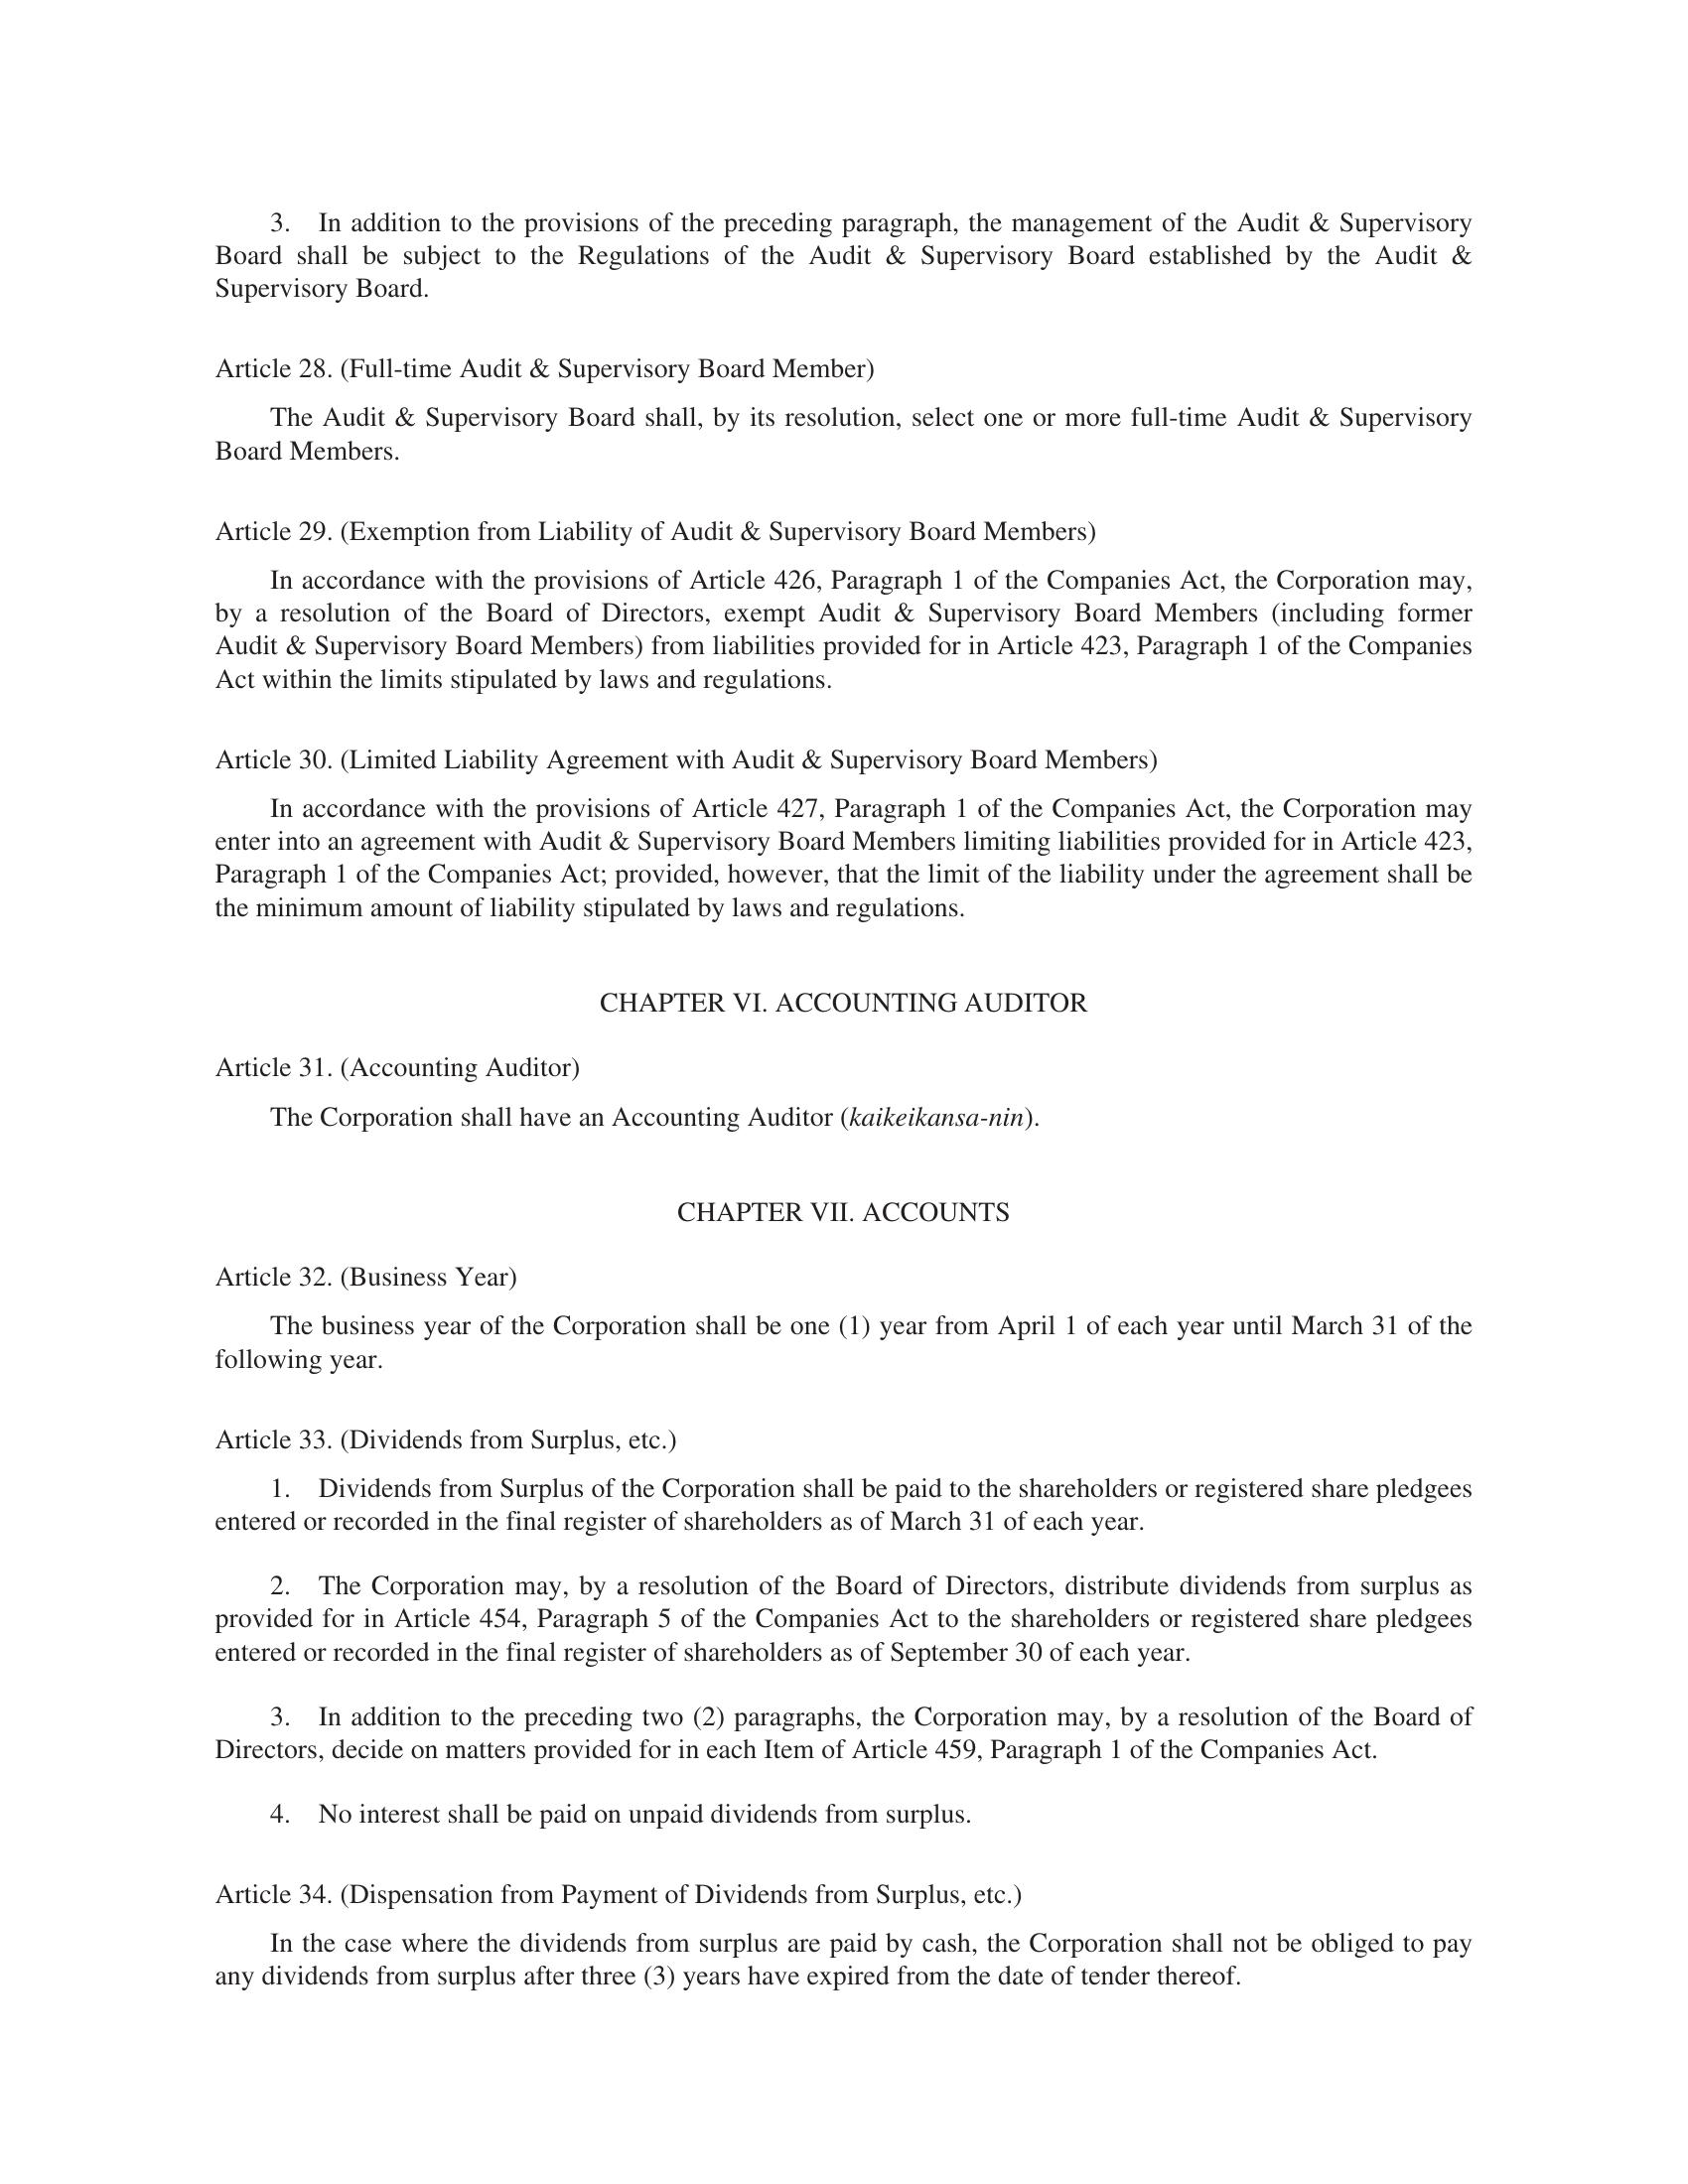 3. In addition to the provisions of the preceding paragraph, the management of the Audit & Supervisory
Board shall be subject to the Regulations of the Audit & Supervisory Board established by the Audit &
Supervisory Board.
Article 28. (Full-time Audit & Supervisory Board Member)
The Audit & Supervisory Board shall, by its resolution, select one or more full-time Audit & Supervisory
Board Members.
Article 29. (Exemption from Liability of Audit & Supervisory Board Members)
In accordance with the provisions of Article 426, Paragraph 1 of the Companies Act, the Corporation may,
by a resolution of the Board of Directors, exempt Audit & Supervisory Board Members (including former
Audit & Supervisory Board Members) from liabilities provided for in Article 423, Paragraph 1 of the Companies
Act within the limits stipulated by laws and regulations.
Article 30. (Limited Liability Agreement with Audit & Supervisory Board Members)
In accordance with the provisions of Article 427, Paragraph 1 of the Companies Act, the Corporation may
enter into an agreement with Audit & Supervisory Board Members limiting liabilities provided for in Article 423,
Paragraph 1 of the Companies Act; provided, however, that the limit of the liability under the agreement shall be
the minimum amount of liability stipulated by laws and regulations.
CHAPTER VI. ACCOUNTING AUDITOR
Article 31. (Accounting Auditor)
The Corporation shall have an Accounting Auditor (kaikeikansa-nin).
CHAPTER VII. ACCOUNTS
Article 32. (Business Year)
The business year of the Corporation shall be one (1) year from April 1 of each year until March 31 of the
following year.
Article 33. (Dividends from Surplus, etc.)
1. Dividends from Surplus of the Corporation shall be paid to the shareholders or registered share pledgees
entered or recorded in the final register of shareholders as of March 31 of each year.
2. The Corporation may, by a resolution of the Board of Directors, distribute dividends from surplus as
provided for in Article 454, Paragraph 5 of the Companies Act to the shareholders or registered share pledgees
entered or recorded in the final register of shareholders as of September 30 of each year.
3. In addition to the preceding two (2) paragraphs, the Corporation may, by a resolution of the Board of
Directors, decide on matters provided for in each Item of Article 459, Paragraph 1 of the Companies Act.
4. No interest shall be paid on unpaid dividends from surplus.
Article 34. (Dispensation from Payment of Dividends from Surplus, etc.)
In the case where the dividends from surplus are paid by cash, the Corporation shall not be obliged to pay
any dividends from surplus after three (3) years have expired from the date of tender thereof.